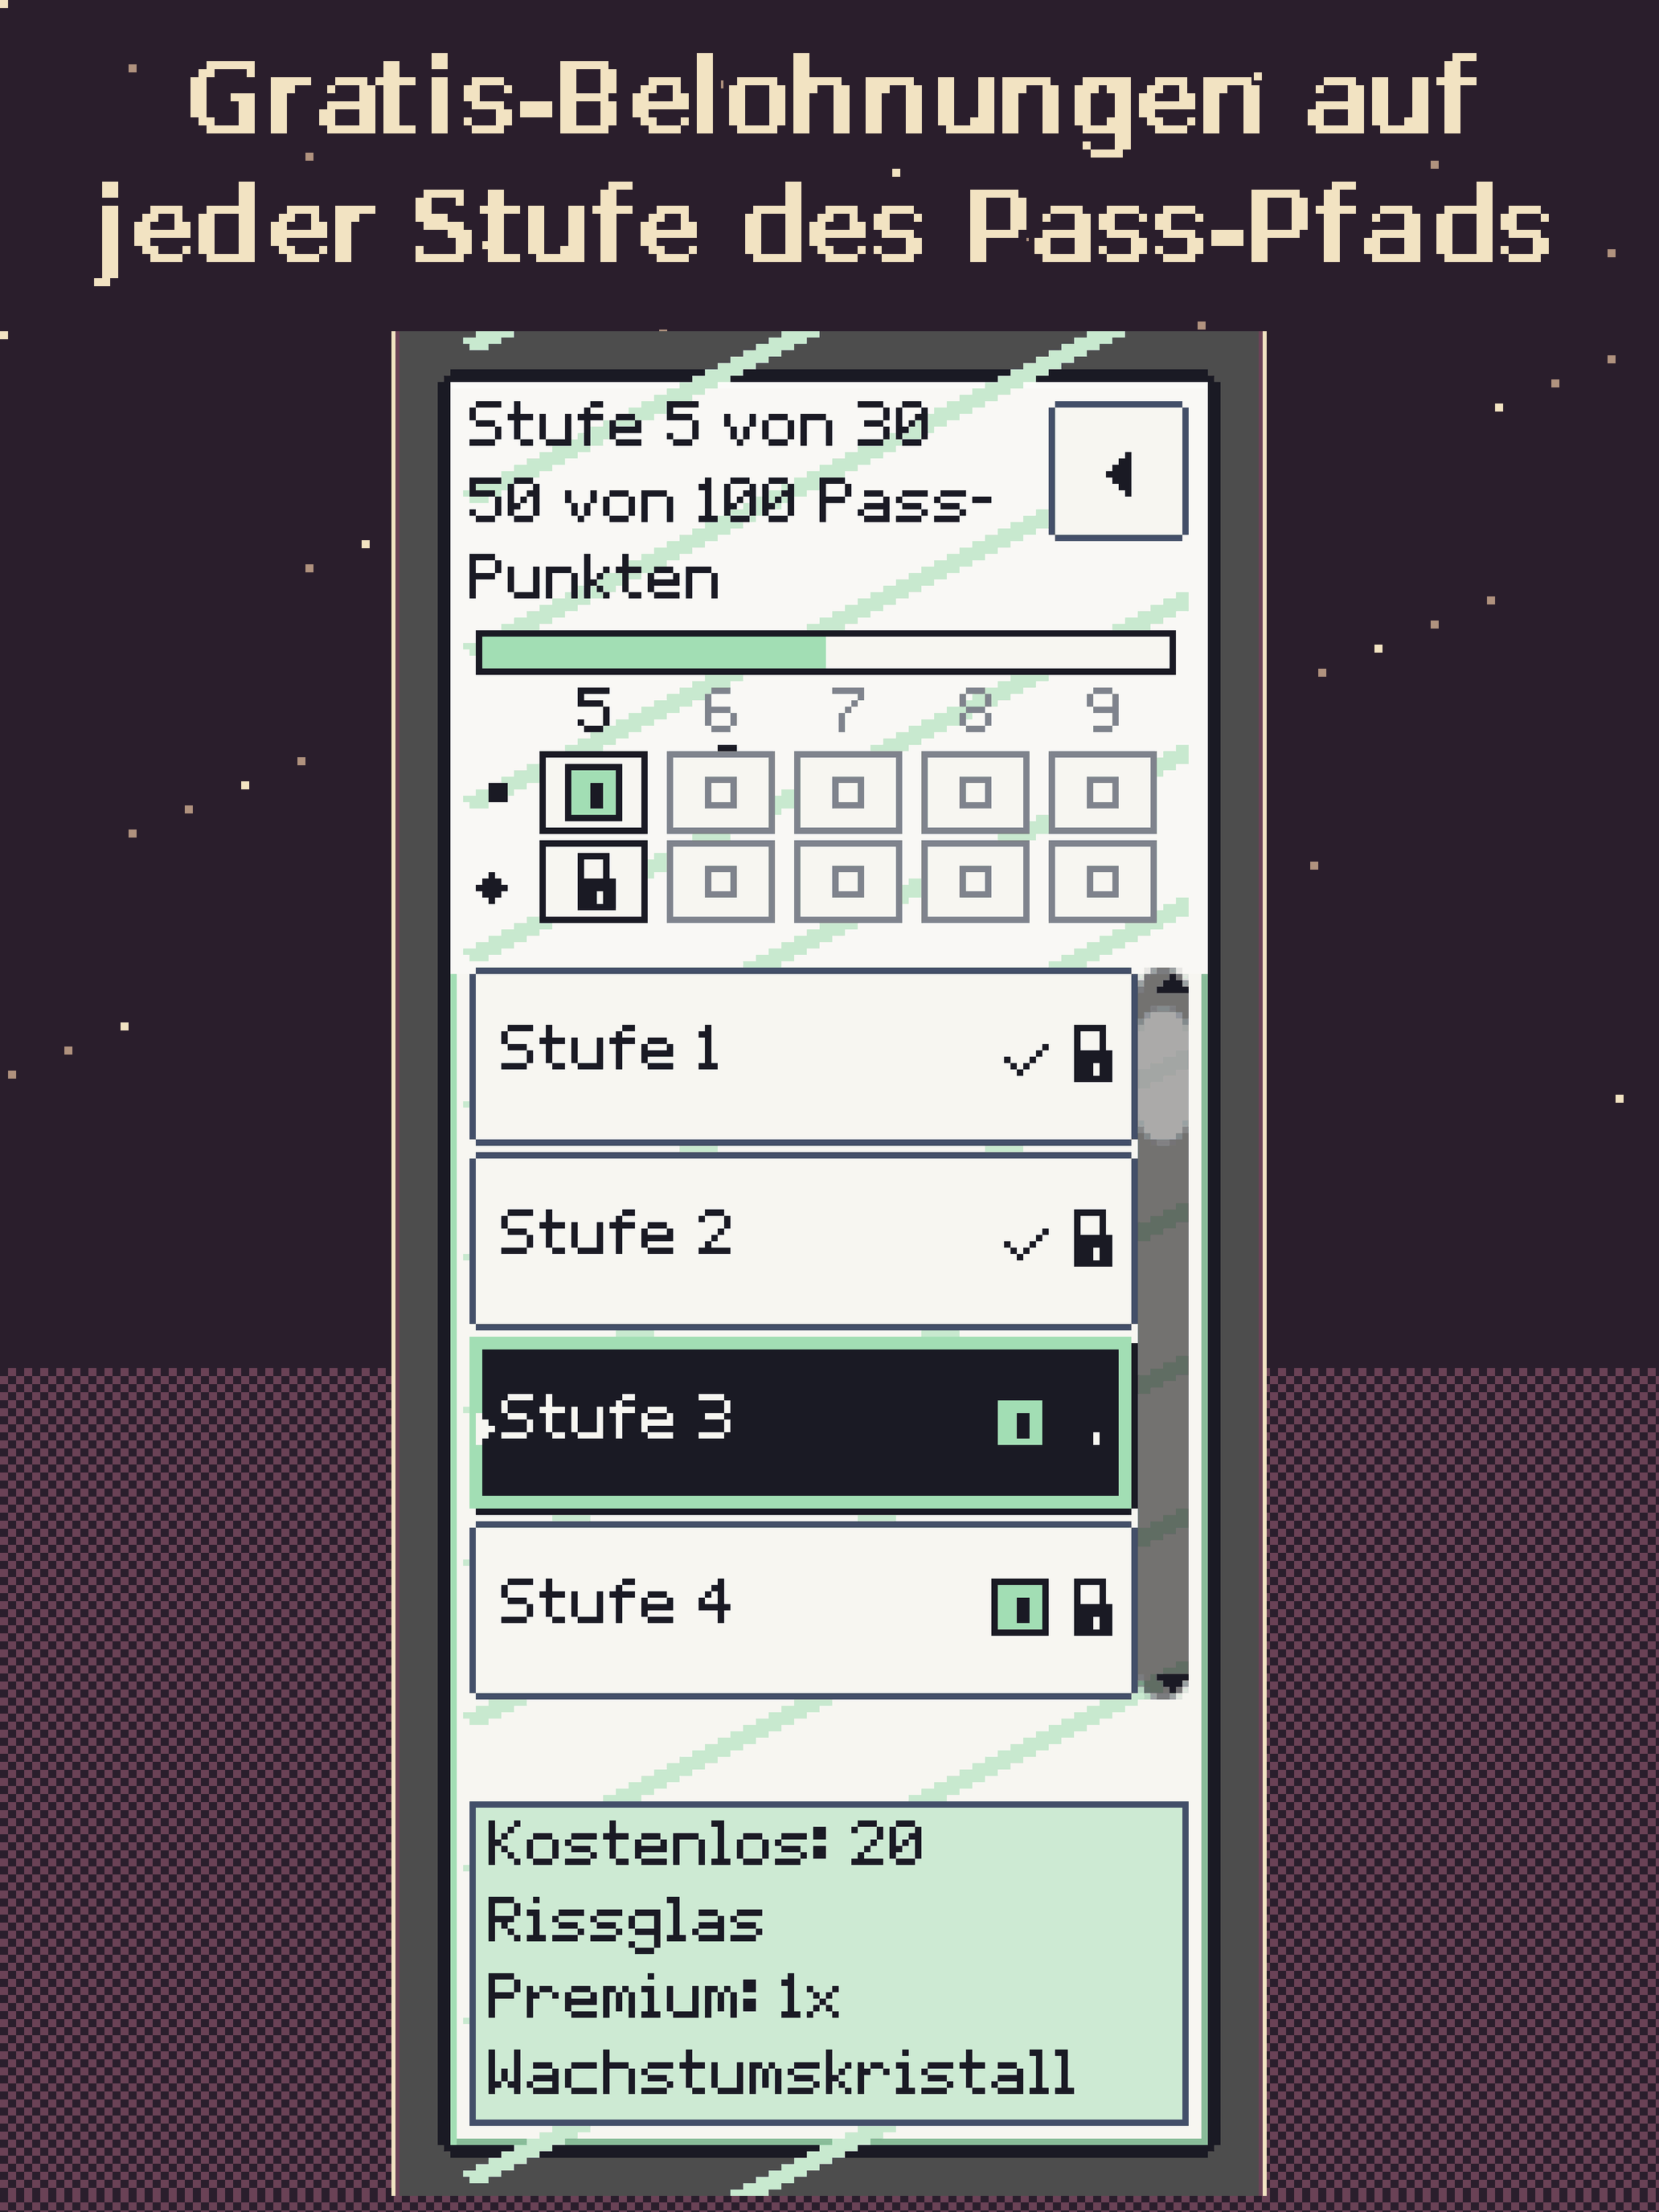 Gratis-Belohnungen auf
jeder Stufe des Pass-Pfads
Stufe 5 von 30
50 von 100 Pass-
Punkten
5 6 7 8 9
Stufe 1
Stufe 2
Stufe 3
Stufe 4
Kostenlos: 20
Rissglas
Premium: 1x
Wachstumskristall